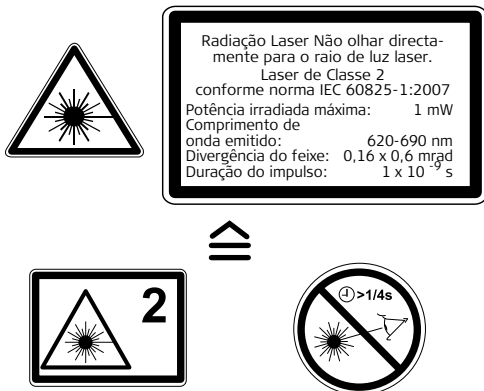 Radiação Laser Não olhar directa-
mente para o raio de luz laser.
Laser de Classe 2
conforme norma IEC 60825-1:2007
Potência irradiada máxima: 1 mW
Comprimento de
onda emitido: 620-690 nm
Divergência do feixe: 0,16 x 0,6 mrad
Duração do impulso: 1 x 10 -9 s
2
>1/4s